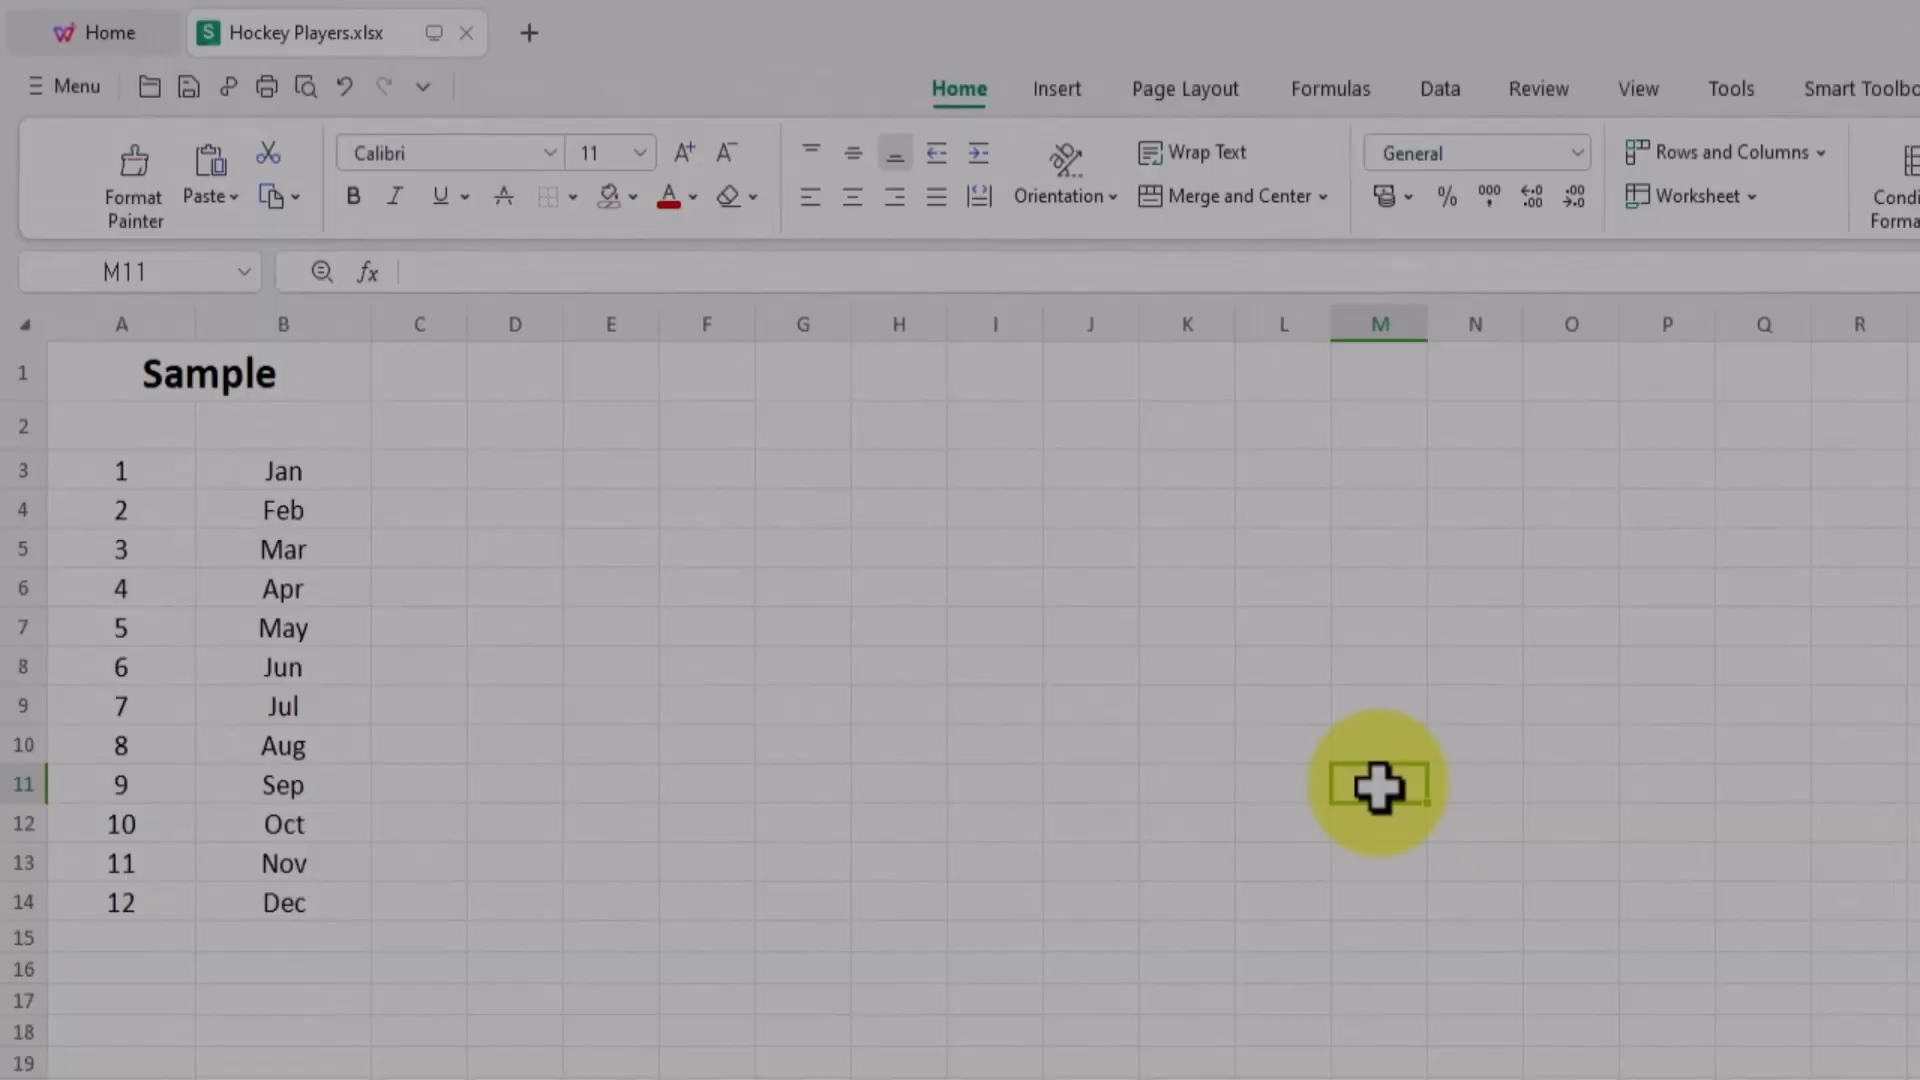 Home
Hockey Players.xlsx
Menu
Home Insert Page Layout Formulas Data Review View Tools Smart Toolbo
Format Painter
Paste
Calibri 11
A+ A-
B I U A A
Orientation
Wrap Text
Merge and Center
General
% 000 .00 .00
Rows and Columns
Worksheet
Condi
Forma
M11
fx
A B C D E F G H I J K L M N O P Q R
1 Sample
2
3 1 Jan
4 2 Feb
5 3 Mar
6 4 Apr
7 5 May
8 6 Jun
9 7 Jul
10 8 Aug
11 9 Sep
12 10 Oct
13 11 Nov
14 12 Dec
15
16
17
18
19